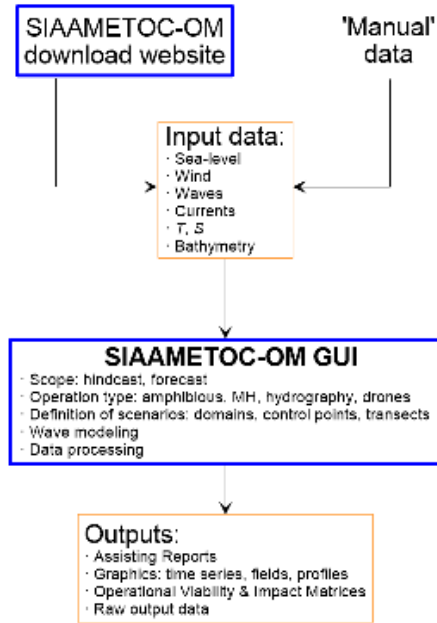 SIAAMETOC-OM
download website
'Manual'
data
Input data:
· Sea-level
· Wind
· Waves
· Currents
· T, S
· Bathymetry
SIAAMETOC-OM GUI
· Scope: hindcast, forecast
· Operation type: amphibious, MH, hydrography, drones
· Definition of scenarios: domains, control points, transects
· Wave modeling
· Data processing
Outputs:
· Assisting Reports
· Graphics: time series, fields, profiles
· Operational Viability & Impact Matrices
· Raw output data